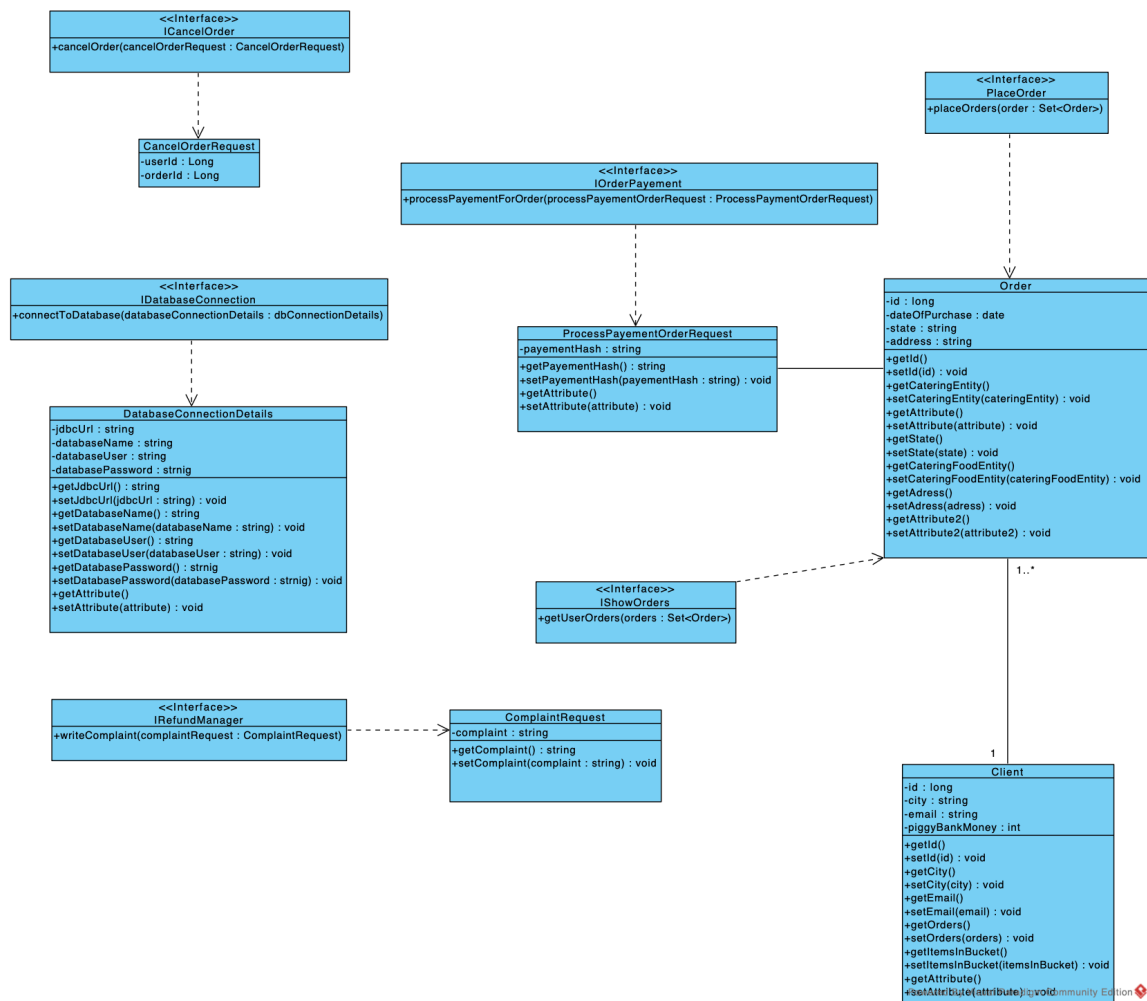 <<Interface>>
ICancelOrder
+cancelOrder(cancelOrderRequest : CancelOrderRequest)
CancelOrderRequest
-userId : Long
-orderId : Long
<<Interface>>
PlaceOrder
+placeOrders(order : Set<Order>)
<<Interface>>
IOrderPayement
+processPayementForOrder(processPayementOrderRequest : ProcessPaymentOrderRequest)
<<Interface>>
IDatabaseConnection
+connectToDatabase(databaseConnectionDetails : dbConnectionDetails)
ProcessPayementOrderRequest
-payementHash : string
+getPayementHash() : string
+setPayementHash(payementHash : string) : void
+getAttribute()
+setAttribute(attribute) : void
Order
-id : long
-dateOfPurchase : date
-state : string
-address : string
+getId()
+setId(id) : void
+getCateringEntity()
+setCateringEntity(cateringEntity) : void
+getAttribute()
+setAttribute(attribute) : void
+getState()
+setState(state) : void
+getCateringFoodEntity()
+setCateringFoodEntity(cateringFoodEntity) : void
+getAdress()
+setAdress(adress) : void
+getAttribute2()
+setAttribute2(attribute2) : void
DatabaseConnectionDetails
-jdbcUrl : string
-databaseName : string
-databaseUser : string
-databasePassword : strnig
+getJdbcUrl() : string
+setJdbcUrl(jdbcUrl : string) : void
+getDatabaseName() : string
+setDatabaseName(databaseName : string) : void
+getDatabaseUser() : string
+setDatabaseUser(databaseUser : string) : void
+getDatabasePassword() : strnig
+setDatabasePassword(databasePassword : strnig) : void
+getAttribute()
+setAttribute(attribute) : void
1..*
<<Interface>>
IShowOrders
+getUserOrders(orders : Set<Order>)
<<Interface>>
IRefundManager
+writeComplaint(complaintRequest : ComplaintRequest)
ComplaintRequest
-complaint : string
+getComplaint() : string
+setComplaint(complaint : string) : void
1
Client
-id : long
-city : string
-email : string
-piggyBankMoney : int
+getId()
+setId(id) : void
+getCity()
+setCity(city) : void
+getEmail()
+setEmail(email) : void
+getOrders()
+setOrders(orders) : void
+getItemsInBucket()
+setItemsInBucket(itemsInBucket) : void
+getAttribute()
+setAttribute(attribute) : void
Community Edition